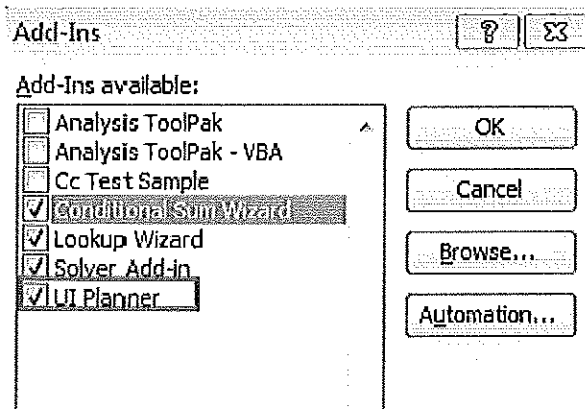 Add-Ins
Add-Ins available:
Analysis ToolPak
Analysis ToolPak - VBA
Cc Test Sample
Conditional Sum Wizard
Lookup Wizard
Solver Add-in
UI Planner
OK
Cancel
Browse...
Automation...